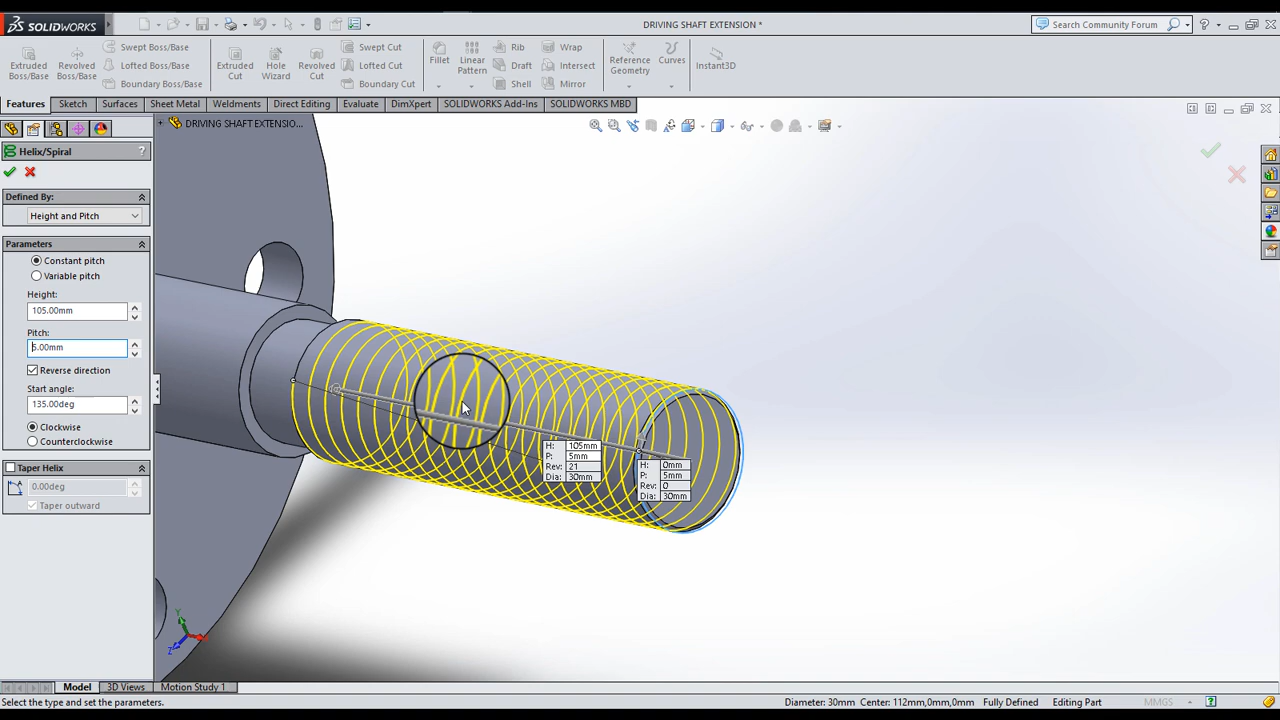 SOLIDWORKS
DRIVING SHAFT EXTENSION *
Search Community Forum
Extruded Boss/Base
Revolved Boss/Base
Swept Boss/Base
Lofted Boss/Base
Boundary Boss/Base
Extruded Cut
Hole Wizard
Revolved Cut
Swept Cut
Lofted Cut
Boundary Cut
Fillet
Linear Pattern
Rib
Draft
Shell
Wrap
Intersect
Mirror
Reference Geometry
Curves
Instant3D
Features
Sketch
Surfaces
Sheet Metal
Weldments
Direct Editing
Evaluate
DimXpert
SOLIDWORKS Add-Ins
SOLIDWORKS MBD
DRIVING SHAFT EXTENSIO...
Helix/Spiral
?
Defined By:
Height and Pitch
Parameters
Constant pitch
Variable pitch
Height:
105.00mm
Pitch:
5.00mm
Reverse direction
Start angle:
135.00deg
Clockwise
Counterclockwise
Taper Helix
0.00deg
Taper outward
H: 105mm
P: 5mm
Rev: 21
Dia: 30mm
H: 0mm
P: 5mm
Rev: 0
Dia: 30mm
Y
Z
Model
3D Views
Motion Study 1
Select the type and set the parameters.
Diameter: 30mm Center: 112mm,0mm,0mm
Fully Defined
Editing Part
MMGS